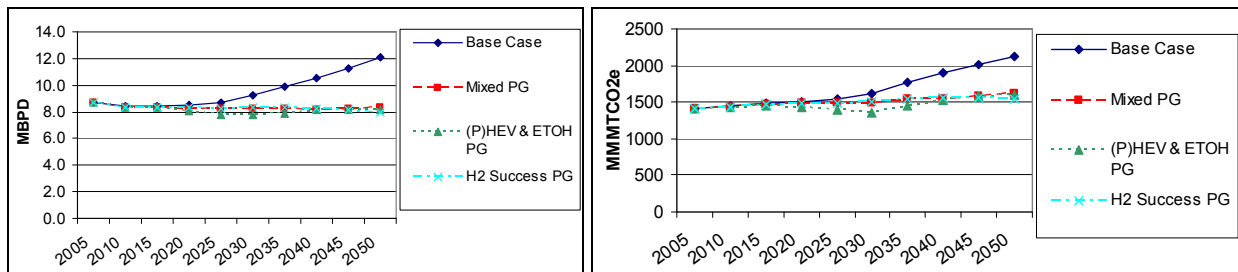 14.0
12.0
10.0
8.0
6.0
4.0
2.0
0.0
MBPD
2005
2010
2015
2020
2025
2030
2035
2040
2045
2050
Base Case
Mixed PG
(P)HEV & ETOH
PG
H2 Success PG
2500
2000
1500
1000
500
0
MMMTCO2e
2005
2010
2015
2020
2025
2030
2035
2040
2045
2050
Base Case
Mixed PG
(P)HEV & ETOH
PG
H2 Success PG